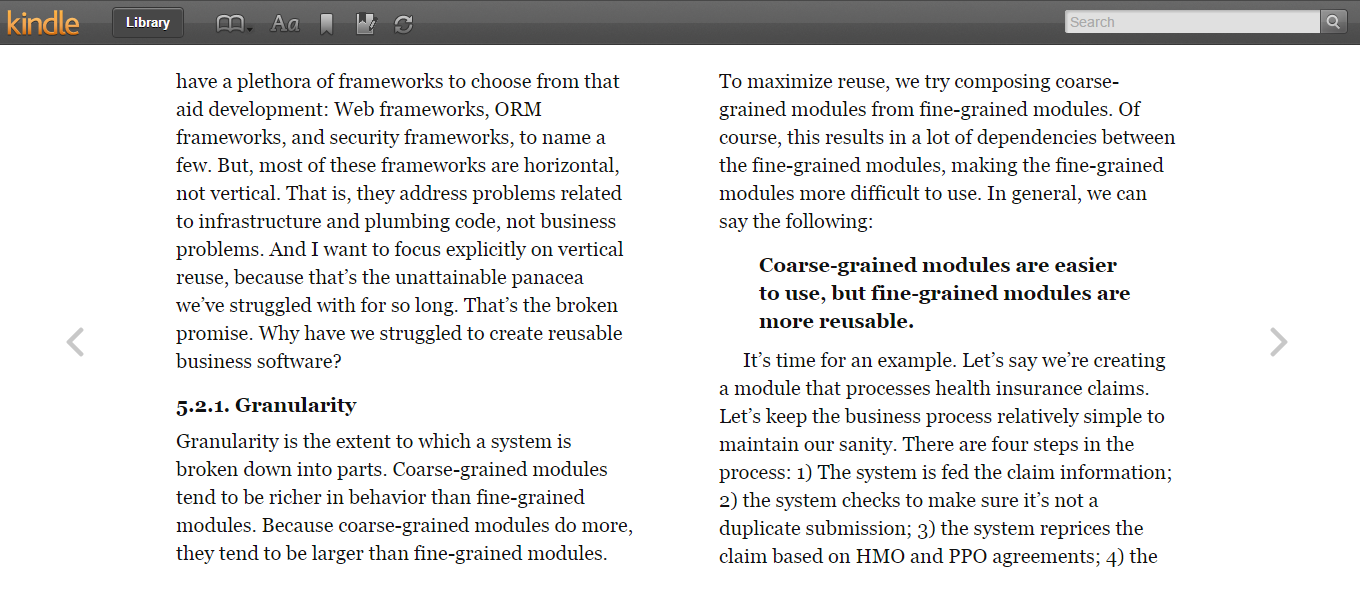 kindle
Library
Aa
Search
have a plethora of frameworks to choose from that
aid development: Web frameworks, ORM
frameworks, and security frameworks, to name a
few. But, most of these frameworks are horizontal,
not vertical. That is, they address problems related
to infrastructure and plumbing code, not business
problems. And I want to focus explicitly on vertical
reuse, because that’s the unattainable panacea
we’ve struggled with for so long. That’s the broken
promise. Why have we struggled to create reusable
business software?
5.2.1. Granularity
Granularity is the extent to which a system is
broken down into parts. Coarse-grained modules
tend to be richer in behavior than fine-grained
modules. Because coarse-grained modules do more,
they tend to be larger than fine-grained modules.
To maximize reuse, we try composing coarse-
grained modules from fine-grained modules. Of
course, this results in a lot of dependencies between
the fine-grained modules, making the fine-grained
modules more difficult to use. In general, we can
say the following:
Coarse-grained modules are easier
to use, but fine-grained modules are
more reusable.
It’s time for an example. Let’s say we’re creating
a module that processes health insurance claims.
Let’s keep the business process relatively simple to
maintain our sanity. There are four steps in the
process: 1) The system is fed the claim information;
2) the system checks to make sure it’s not a
duplicate submission; 3) the system reprices the
claim based on HMO and PPO agreements; 4) the